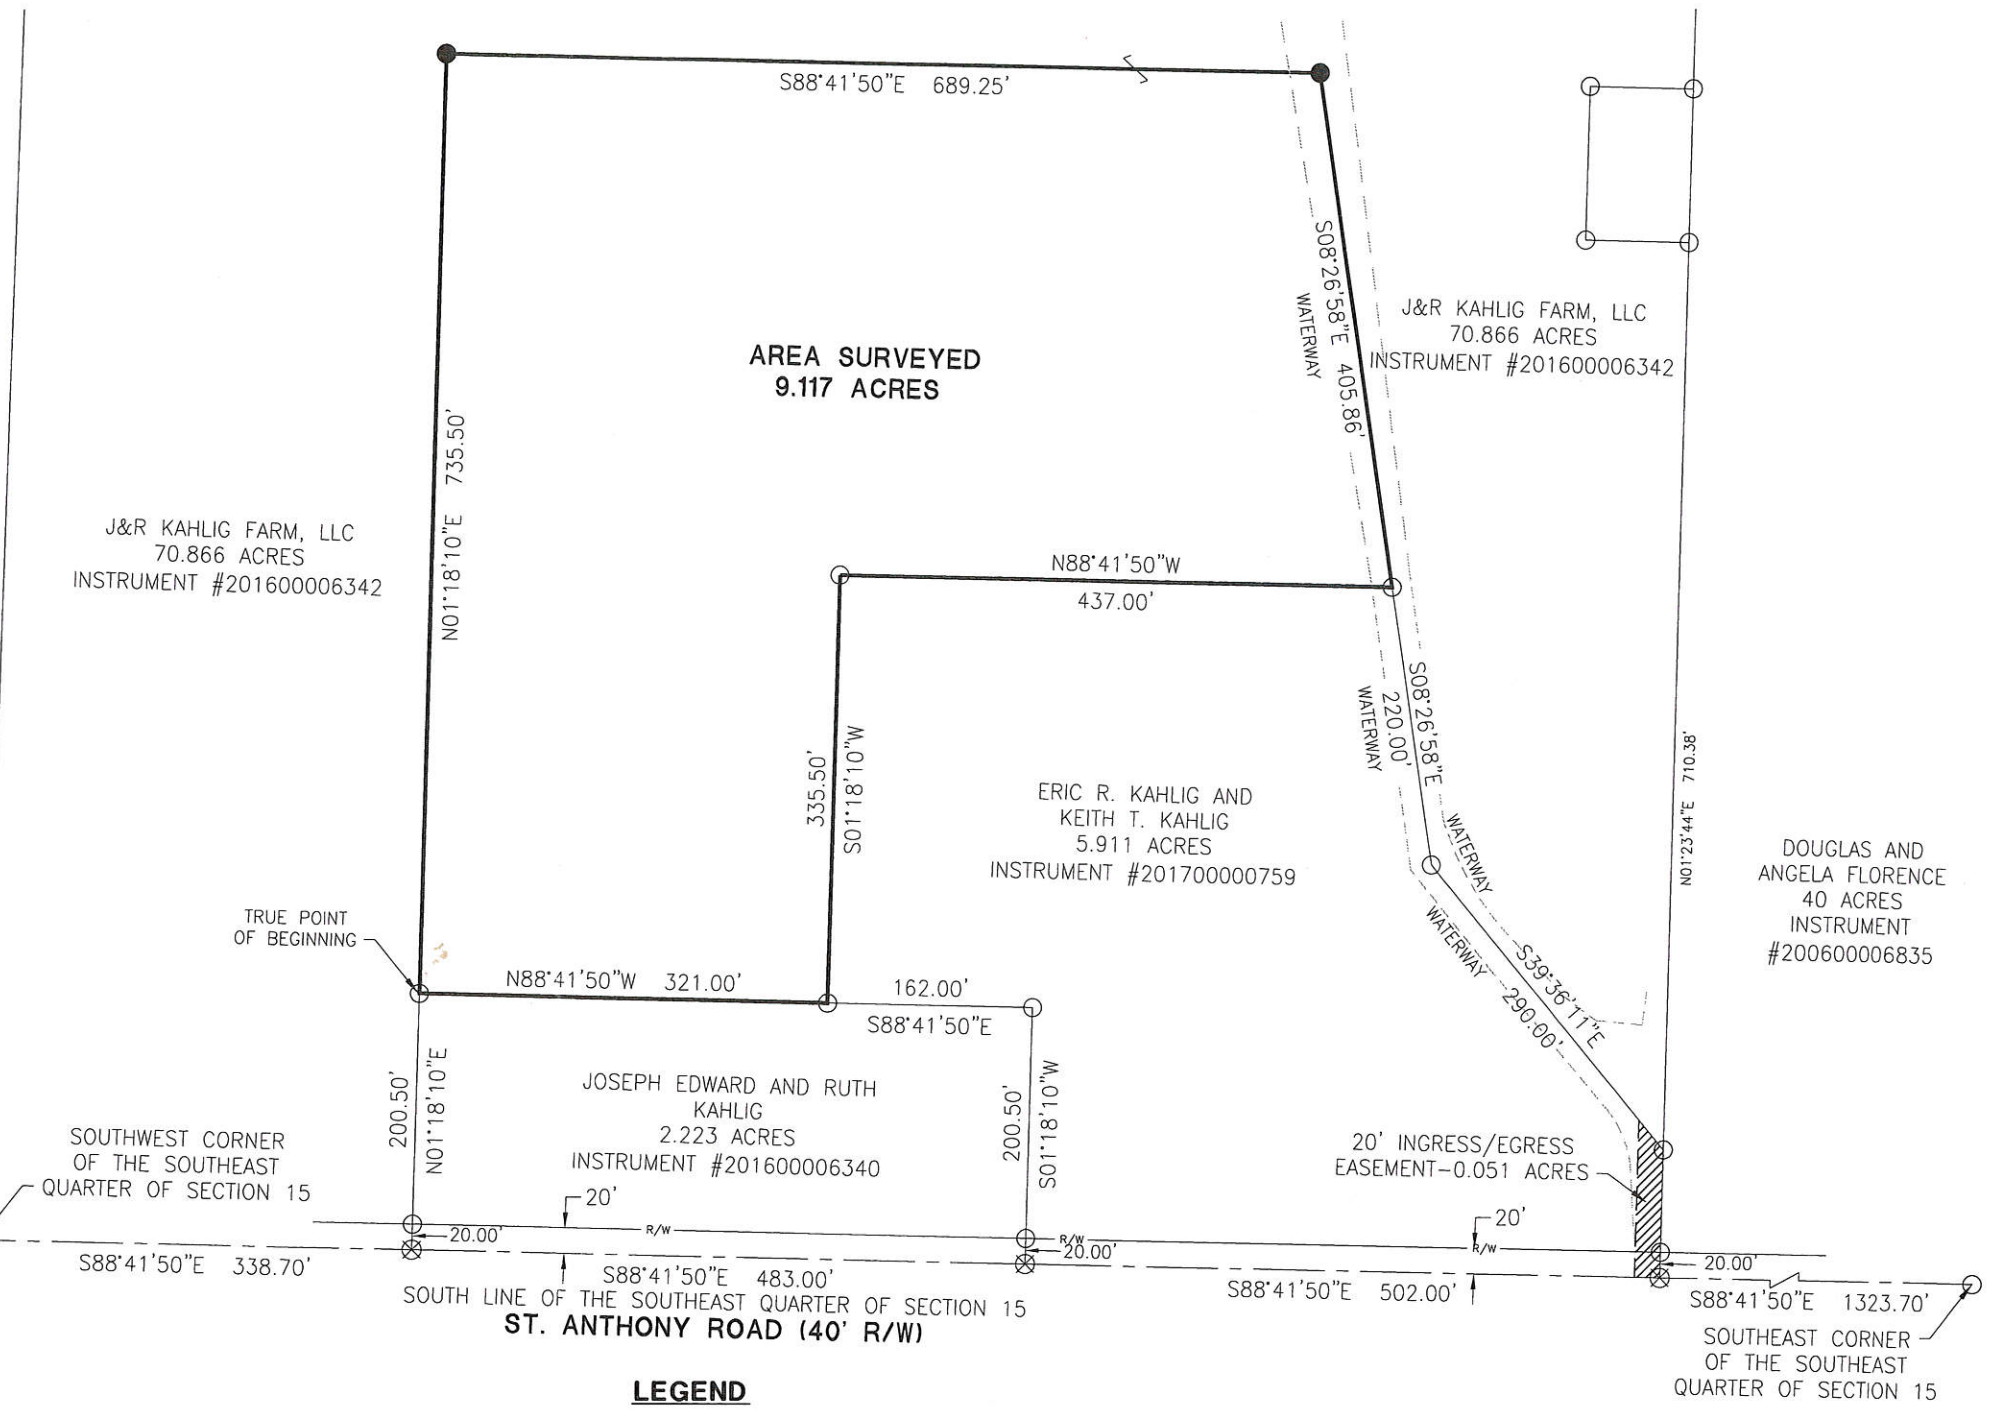 S88°41'50"E 689.25'
S08°26'58"E 405.86'
WATERWAY
J&R KAHLIG FARM, LLC
70.866 ACRES
INSTRUMENT #201600006342
AREA SURVEYED
9.117 ACRES
N01°18'10"E 735.50'
J&R KAHLIG FARM, LLC
70.866 ACRES
INSTRUMENT #201600006342
N88°41'50"W
437.00'
S08°26'58"E
220.00'
WATERWAY
335.50'
S01°18'10"W
ERIC R. KAHLIG AND
KEITH T. KAHLIG
5.911 ACRES
INSTRUMENT #201700000759
WATERWAY
WATERWAY
N01°23'44"E 710.38'
DOUGLAS AND
ANGELA FLORENCE
40 ACRES
INSTRUMENT
#200600006835
TRUE POINT
OF BEGINNING
N88°41'50"W 321.00'
162.00'
S88°41'50"E
S39°36'11"E
290.00'
200.50'
N01°18'10"E
JOSEPH EDWARD AND RUTH
KAHLIG
2.223 ACRES
INSTRUMENT #201600006340
200.50'
S01°18'10"W
SOUTHWEST CORNER
OF THE SOUTHEAST
QUARTER OF SECTION 15
20' INGRESS/EGRESS
EASEMENT-0.051 ACRES
20'
20'
R/W
R/W
R/W
20.00'
20.00'
20.00'
S88°41'50"E 338.70'
S88°41'50"E 483.00'
S88°41'50"E 502.00'
S88°41'50"E 1323.70'
SOUTH LINE OF THE SOUTHEAST QUARTER OF SECTION 15
ST. ANTHONY ROAD (40' R/W)
SOUTHEAST CORNER
OF THE SOUTHEAST
QUARTER OF SECTION 15
LEGEND